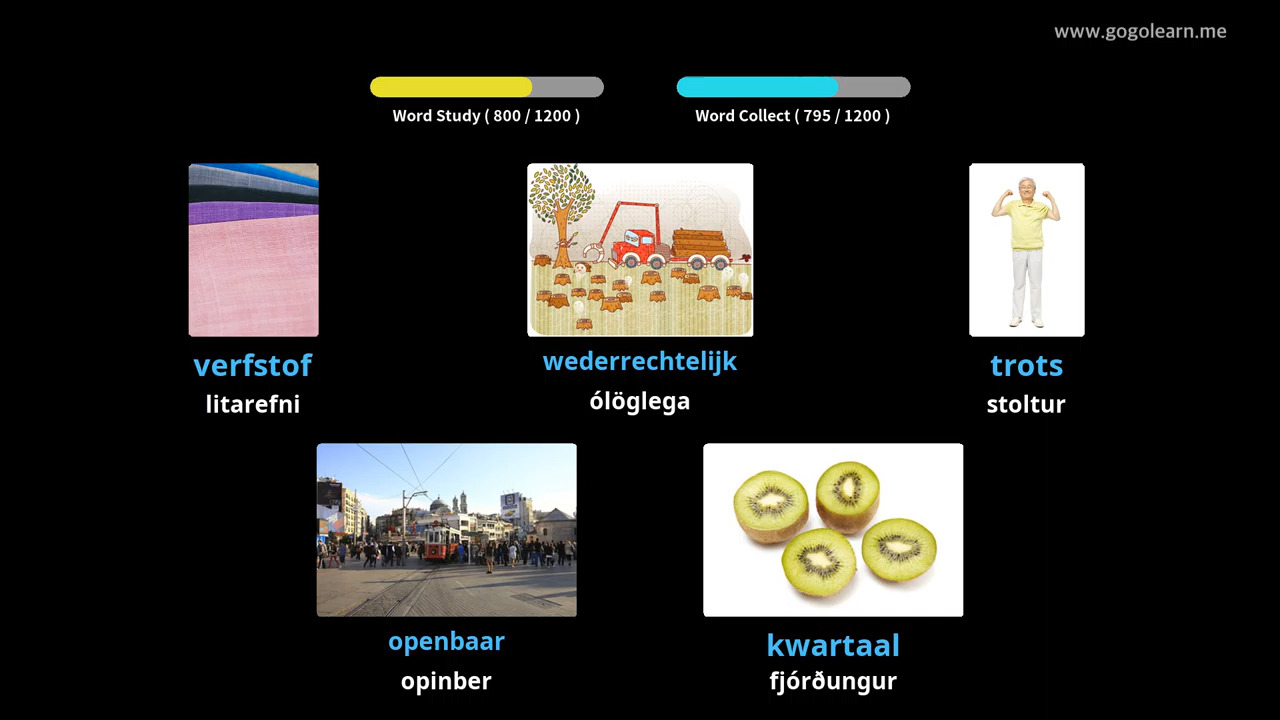 www.gogolearn.me
Word Study ( 800 / 1200 )
Word Collect ( 795 / 1200 )
verfstof
litarefni
wederrechtelijk
ólöglega
trots
stoltur
openbaar
opinber
kwartaal
fjórðungur